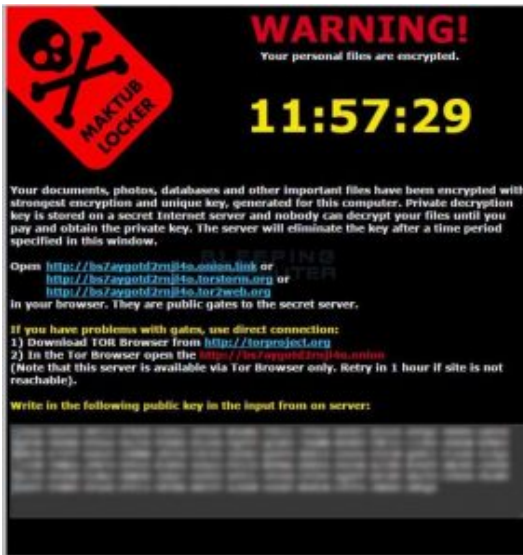 WARNING!
Your personal files are encrypted.
MAKTUB
LOCKER
11:57:29
Your documents, photos, databases and other important files have been encrypted with
strongest encryption and unique key, generated for this computer. Private decryption
key is stored on a secret Internet server and nobody can decrypt your files until you
pay and obtain the private key. The server will eliminate the key after a time period
specified in this window.
BLEEPING
COMPUTER
Open http://bs7aygotd2rnjl4o.onion.link or
http://bs7aygotd2rnjl4o.torstorm.org or
http://bs7aygotd2rnjl4o.tor2web.org
in your browser. They are public gates to the secret server.
If you have problems with gates, use direct connection:
1) Download TOR Browser from http://torproject.org
2) In the Tor Browser open the http://bs7aygotd2rnjl4o.onion
(Note that this server is available via Tor Browser only. Retry in 1 hour if site is not
reachable).
Write in the following public key in the input from on server: